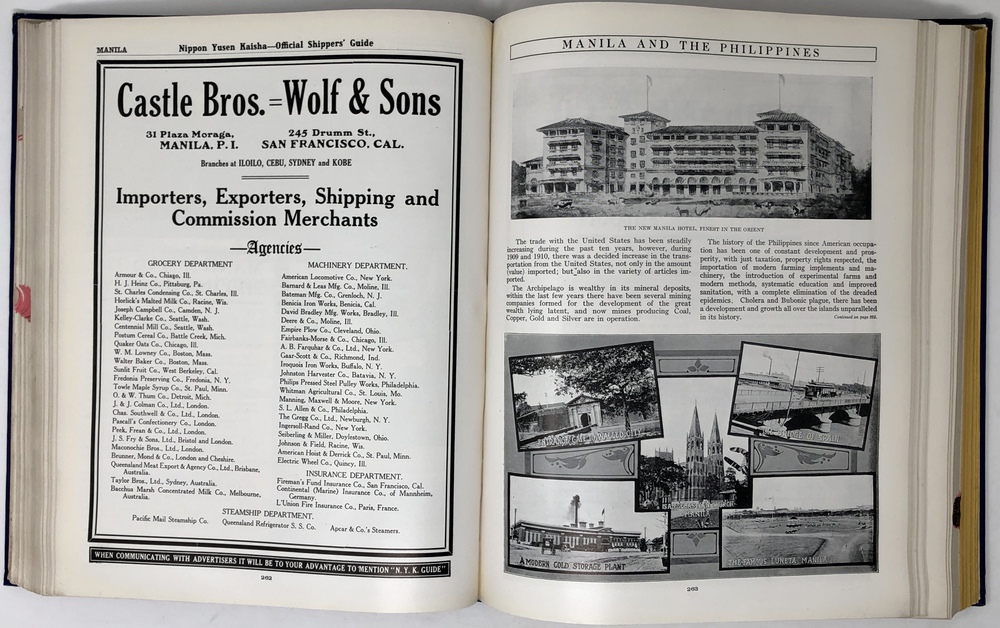 MANILA
Nippon Yusen Kaisha—Official Shippers' Guide
Castle Bros.=Wolf & Sons
31 Plaza Moraga,
MANILA, P. I.
245 Drumm St.,
SAN FRANCISCO, CAL.
Branches at ILOILO, CEBU, SYDNEY and KOBE
Importers, Exporters, Shipping and
Commission Merchants
—Agencies—
GROCERY DEPARTMENT
Armour & Co., Chiago, Ill.
H. J. Heinz Co., Pittsburg, Pa.
St. Charles Condensing Co., St. Charles, Ill.
Horlick's Malted Milk Co., Racine, Wis.
Joseph Campbell Co., Camden, N. J.
Kelley-Clarke Co., Seattle, Wash.
Centennial Mill Co., Seattle, Wash.
Postum Cereal Co., Battle Creek, Mich.
Quaker Oats Co., Chicago, Ill.
W. M. Lowney Co., Boston, Mass.
Walter Baker Co., Boston, Mass.
Sunlit Fruit Co., West Berkeley, Cal.
Fredonia Preserving Co., Fredonia, N. Y.
Towle Maple Syrup Co., St. Paul, Minn.
O. & W. Thum Co., Detroit, Mich.
J. & J. Colman Co., Ltd., London.
Chas. Southwell & Co., Ltd., London.
Pascall's Confectionery Co., London.
Peek, Frean & Co., Ltd., London.
J. S. Fry & Sons, Ltd., Bristol and London.
Maconochie Bros., Ltd., London.
Brunner, Mond & Co., London and Cheshire.
Queensland Meat Export & Agency Co., Ltd., Brisbane,
Australia.
Taylor Bros., Ltd., Sydney, Australia.
Bacchus Marsh Concentrated Milk Co., Melbourne,
Australia.
MACHINERY DEPARTMENT.
American Locomotive Co., New York.
Barnard & Leas Mfg. Co., Moline, Ill.
Bateman Mfg. Co., Grenloch, N. J.
Benicia Iron Works, Benicia, Cal.
David Bradley Mfg. Works, Bradley, Ill.
Deere & Co., Moline, Ill.
Empire Plow Co., Cleveland, Ohio.
Fairbanks-Morse & Co., Chicago, Ill.
A. B. Farquhar & Co., Ltd., New York.
Gaar-Scott & Co., Richmond, Ind.
Iroquois Iron Works, Buffalo, N. Y.
Johnston Harvester Co., Batavia, N. Y.
Philips Pressed Steel Pulley Works, Philadelphia.
Whitman Agricultural Co., St. Louis, Mo.
Manning, Maxwell & Moore, New York.
S. L. Allen & Co., Philadelphia.
The Gregg Co., Ltd., Newburgh, N. Y.
Ingersoll-Rand Co., New York.
Seiberling & Miller, Doylestown, Ohio.
Johnson & Field, Racine, Wis.
American Hoist & Derrick Co., St. Paul, Minn.
Electric Wheel Co., Quincy, Ill.
INSURANCE DEPARTMENT.
Fireman's Fund Insurance Co., San Francisco, Cal.
Continental (Marine) Insurance Co., of Mannheim,
Germany.
L'Union Fire Insurance Co., Paris, France.
STEAMSHIP DEPARTMENT.
Pacific Mail Steamship Co. Queensland Refrigerator S. S. Co. Apcar & Co.'s Steamers.
WHEN COMMUNICATING WITH ADVERTISERS IT WILL BE TO YOUR ADVANTAGE TO MENTION "N. Y. K. GUIDE"
262
MANILA AND THE PHILIPPINES
THE NEW MANILA HOTEL, FINEST IN THE ORIENT
The trade with the United States has been steadily
increasing during the past ten years, however, during
1909 and 1910, there was a decided increase in the trans-
portation from the United States, not only in the amount
(value) imported; but also in the variety of articles im-
ported.
The Archipelago is wealthy in its mineral deposits,
within the last few years there have been several mining
companies formed for the development of the great
wealth lying latent, and now mines producing Coal,
Copper, Gold and Silver are in operation.
The history of the Philippines since American occupa-
tion has been one of constant development and pros-
perity, with just taxation, property rights respected, the
importation of modern farming implements and ma-
chinery, the introduction of experimental farms and
modern methods, systematic education and improved
sanitation, with a complete elimination of the dreaded
epidemics. Cholera and Bubonic plague, there has been
a development and growth all over the islands unparalleled
in its history.
Continued on page
WALLED CITY
OF SPAIN
MANILA
A MODERN COLD STORAGE PLANT
THE FAMOUS LUNETA, MANILA
263